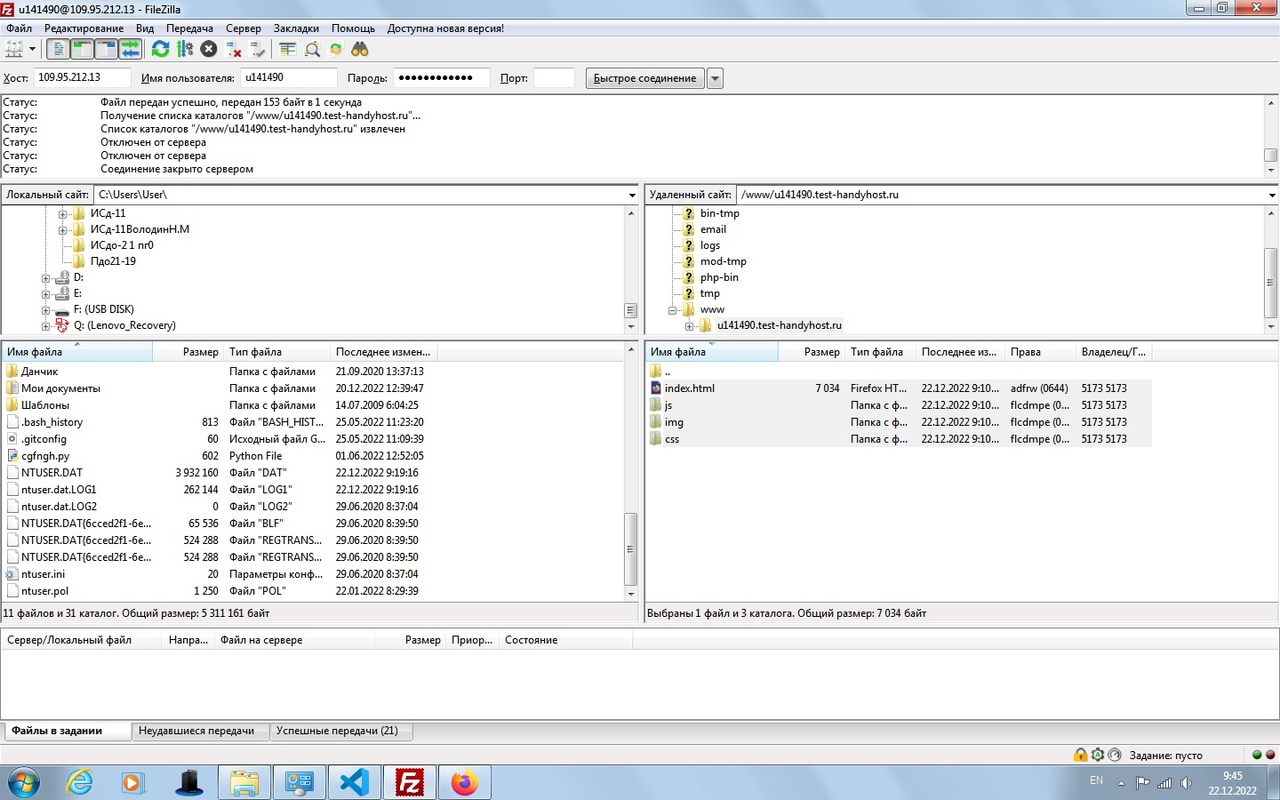 u141490@109.95.212.13 - FileZilla
Файл Редактирование Вид Передача Сервер Закладки Помощь Доступна новая версия!
Хост: 109.95.212.13 Имя пользователя: u141490 Пароль: ●●●●●●●●●●●● Порт: Быстрое соединение
Статус: Файл передан успешно, передан 153 байт в 1 секунда
Статус: Получение списка каталогов "/www/u141490.test-handyhost.ru"...
Статус: Список каталогов "/www/u141490.test-handyhost.ru" извлечен
Статус: Отключен от сервера
Статус: Отключен от сервера
Статус: Соединение закрыто сервером
Локальный сайт: C:\Users\User\
ИСд-11
ИСд-11ВолодинН.М
ИСдо-2 1 пг0
Пдо21-19
D:
E:
F: (USB DISK)
Q: (Lenovo_Recovery)
Удаленный сайт: /www/u141490.test-handyhost.ru
bin-tmp
email
logs
mod-tmp
php-bin
tmp
www
u141490.test-handyhost.ru
Имя файла Размер Тип файла Последнее измен...
Данчик Папка с файлами 21.09.2020 13:37:13
Мои документы Папка с файлами 20.12.2022 12:39:47
Шаблоны Папка с файлами 14.07.2009 6:04:25
.bash_history 813 Файл "BASH_HIST... 25.05.2022 11:23:20
.gitconfig 60 Исходный файл G... 25.05.2022 11:09:39
cgfngh.py 602 Python File 01.06.2022 12:52:05
NTUSER.DAT 3 932 160 Файл "DAT" 22.12.2022 9:19:16
ntuser.dat.LOG1 262 144 Файл "LOG1" 22.12.2022 9:19:16
ntuser.dat.LOG2 0 Файл "LOG2" 29.06.2020 8:37:04
NTUSER.DAT{6cced2f1-6e... 65 536 Файл "BLF" 29.06.2020 8:39:50
NTUSER.DAT{6cced2f1-6e... 524 288 Файл "REGTRANS... 29.06.2020 8:39:50
NTUSER.DAT{6cced2f1-6e... 524 288 Файл "REGTRANS... 29.06.2020 8:39:50
ntuser.ini 20 Параметры конф... 29.06.2020 8:37:04
ntuser.pol 1 250 Файл "POL" 22.01.2022 8:29:39
11 файлов и 31 каталог. Общий размер: 5 311 161 байт
Имя файла Размер Тип файла Последнее из... Права Владелец/Г...
..
index.html 7 034 Firefox HT... 22.12.2022 9:10... adfrw (0644) 5173 5173
js Папка с ф... 22.12.2022 9:10... flcdmpe (0... 5173 5173
img Папка с ф... 22.12.2022 9:10... flcdmpe (0... 5173 5173
css Папка с ф... 22.12.2022 9:10... flcdmpe (0... 5173 5173
Выбраны 1 файл и 3 каталога. Общий размер: 7 034 байт
Сервер/Локальный файл Напра... Файл на сервере Размер Приор... Состояние
Файлы в задании Неудавшиеся передачи Успешные передачи (21)
Задание: пусто
EN 9:45
22.12.2022